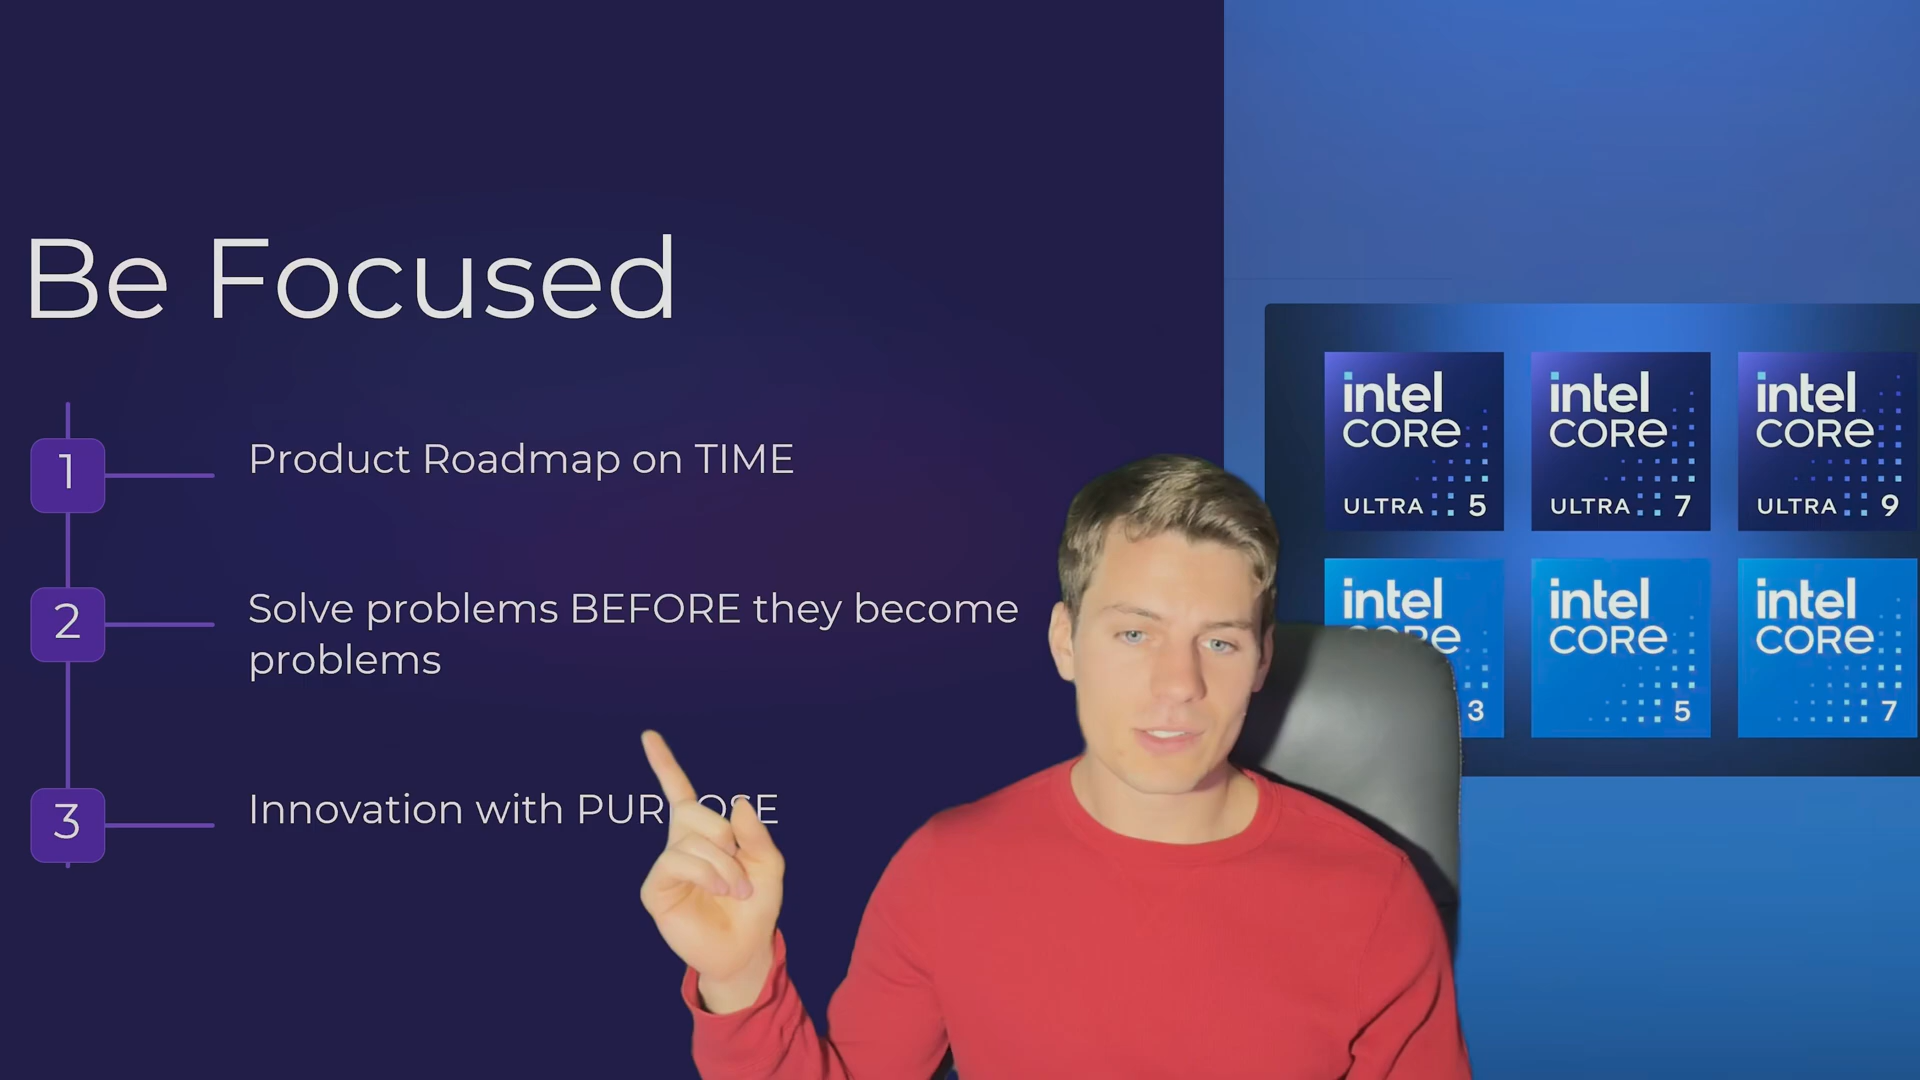 Be Focused
1
Product Roadmap on TIME
2
Solve problems BEFORE they become
problems
3
Innovation with
intel
CORE
ULTRA 5
intel
CORE
ULTRA 7
intel
CORE
ULTRA 9
intel
3
intel
CORE
5
intel
CORE
7